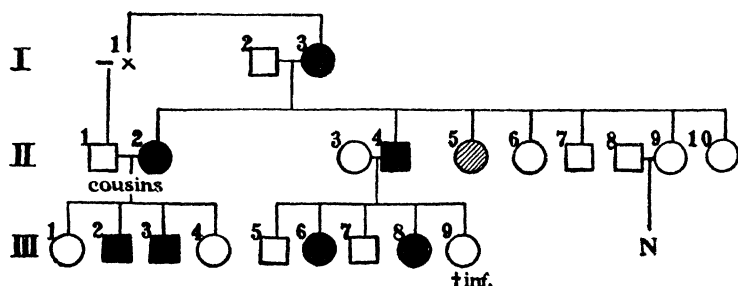 I 1 – × 2 3
II 1 2 3 4 5 6 7 8 9 10
cousins
III 1 2 3 4 5 6 7 8 9 N
† inf.